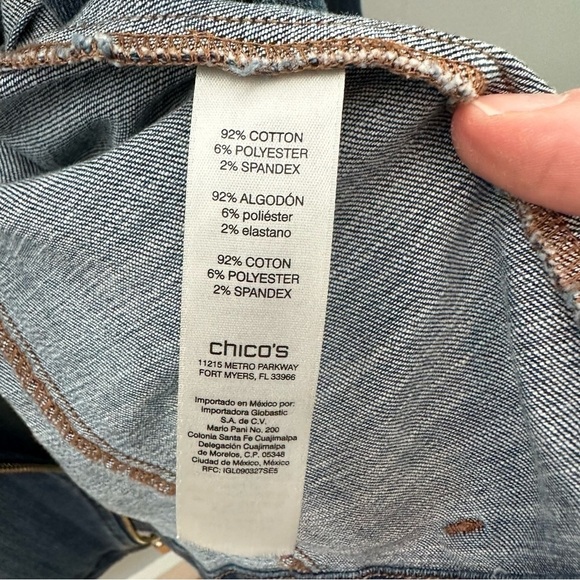 92% COTTON
6% POLYESTER
2% SPANDEX
92% ALGODÓN
6% poliéster
2% elastano
92% COTON
6% POLYESTER
2% SPANDEX
chico's
11215 METRO PARKWAY
FORT MYERS, FL 33966
Importado en México por:
Importadora Globastic
S.A. de C.V.
Mario Pani No. 200
Colonia Santa Fe Cuajimalpa
Delegación Cuajimalpa
de Morelos, C.P. 05348
Ciudad de México, México
RFC: IGL090327SE5